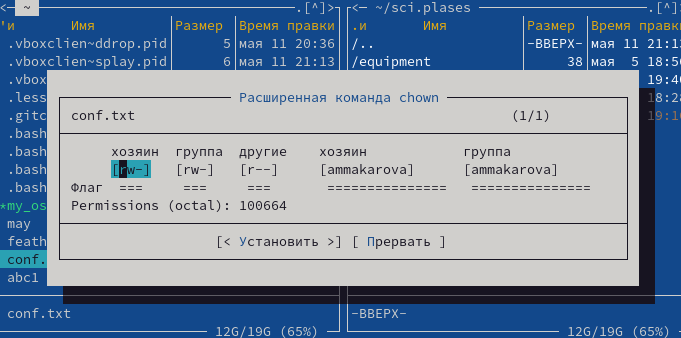 <─ ~ ─.[^]>┐┌<─ ~/sci.plases ─.[^]>
'и Имя Размер Время правки .и Имя Размер Время правки
.vboxclien~ddrop.pid 5 мая 11 20:36 /.. -ВВЕРХ- мая 11 21:13
.vboxclien~splay.pid 6 мая 11 21:13 /equipment 38 мая 5 18:50
.vbox 19:40
.less 18:28
.gitc 19:10
.bash
.bash
.bash
.bash
*my_os
may
feath
conf.
abc1
Расширенная команда chown
conf.txt (1/1)
хозяин группа другие хозяин группа
[rw-] [rw-] [r--] [ammakarova] [ammakarova]
Флаг === === === =============== ===============
Permissions (octal): 100664
[< Установить >] [ Прервать ]
conf.txt -ВВЕРХ-
12G/19G (65%) 12G/19G (65%)